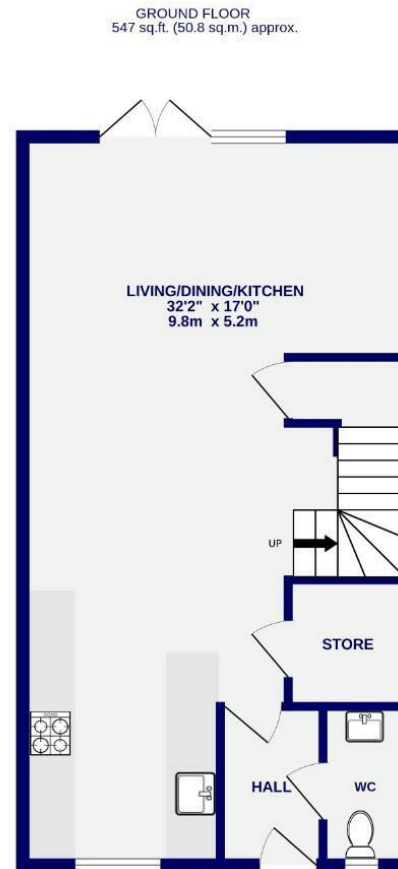 GROUND FLOOR
547 sq.ft. (50.8 sq.m.) approx.
LIVING/DINING/KITCHEN
32'2" x 17'0"
9.8m x 5.2m
UP
STORE
HALL
WC